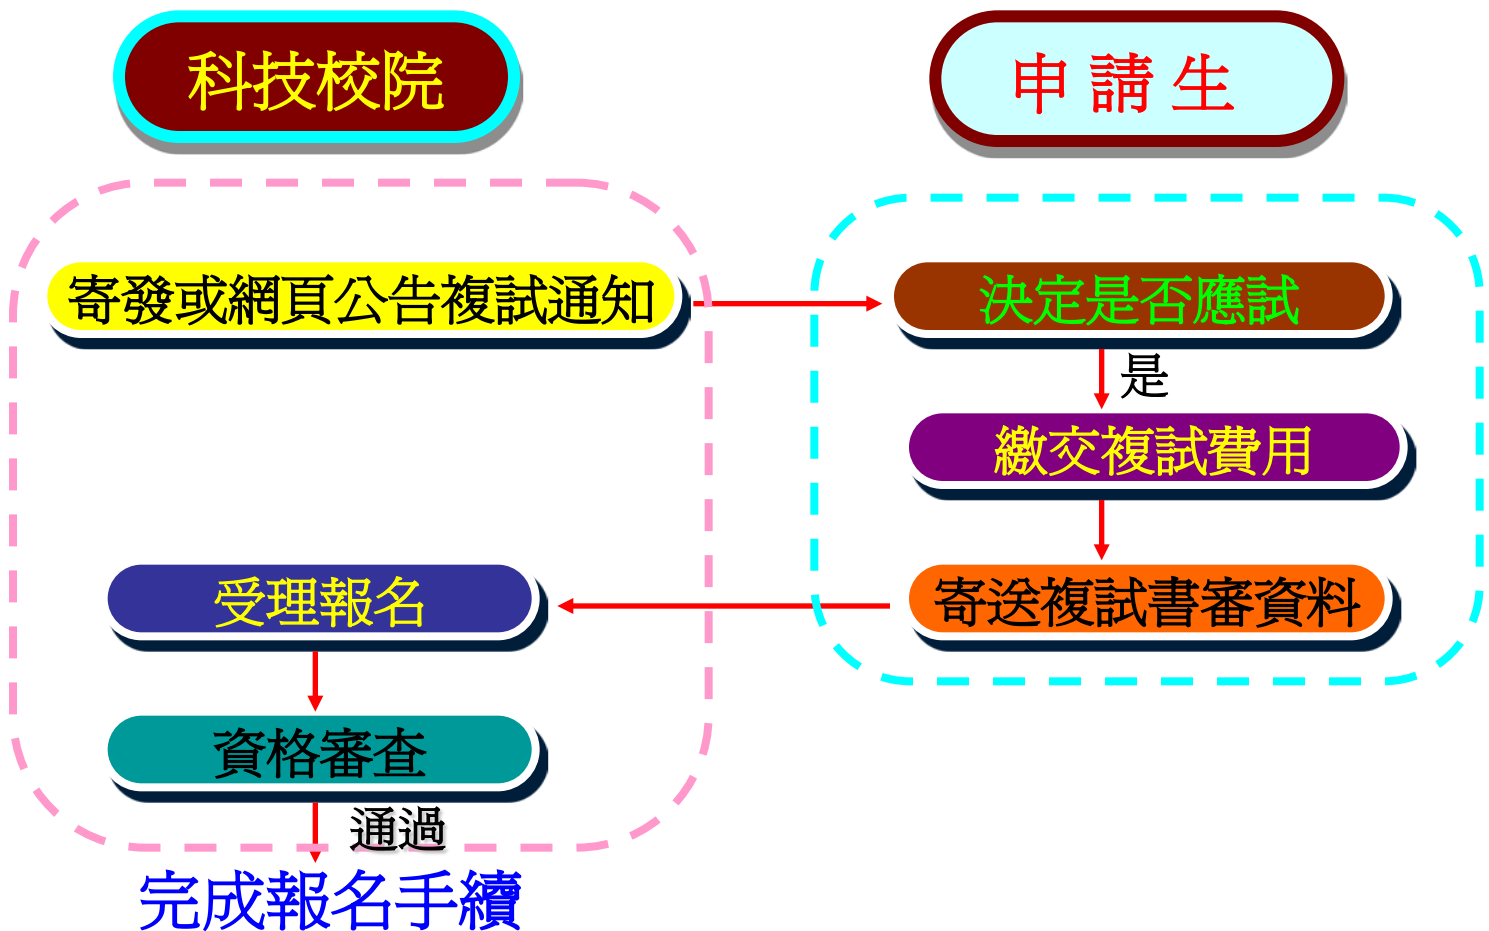 科技校院
申請生
寄發或網頁公告複試通知
決定是否應試
是
繳交複試費用
寄送複試書審資料
受理報名
資格審查
通過
完成報名手續